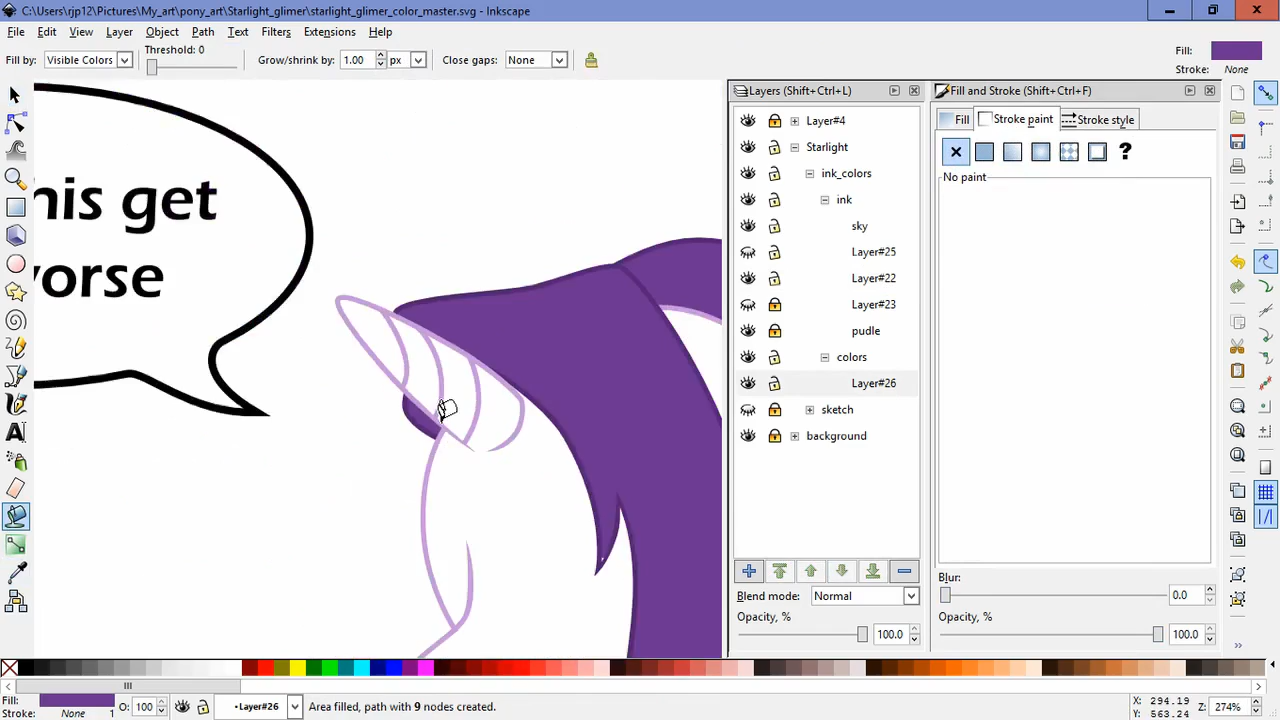 C:\Users\rjp12\Pictures\My_art\pony_art\Starlight_glimer\starlight_glimer_color_master.svg - Inkscape
File Edit View Layer Object Path Text Filters Extensions Help
Fill by: Visible Colors Threshold: 0 Grow/shrink by: 1.00 px Close gaps: None
Fill:
Stroke: None
Layers (Shift+Ctrl+L)
Layer#4
Starlight
ink_colors
ink
sky
Layer#25
Layer#22
Layer#23
pudle
colors
Layer#26
sketch
background
Blend mode: Normal
Opacity, %
100.0
Fill and Stroke (Shift+Ctrl+F)
Fill Stroke paint Stroke style
?
No paint
Blur:
0.0
Opacity, %
100.0
his get
vorse
Fill:
Stroke: None 1
O: 100
•Layer#26
Area filled, path with 9 nodes created.
X: 294.19
Y: 563.24
Z: 274%